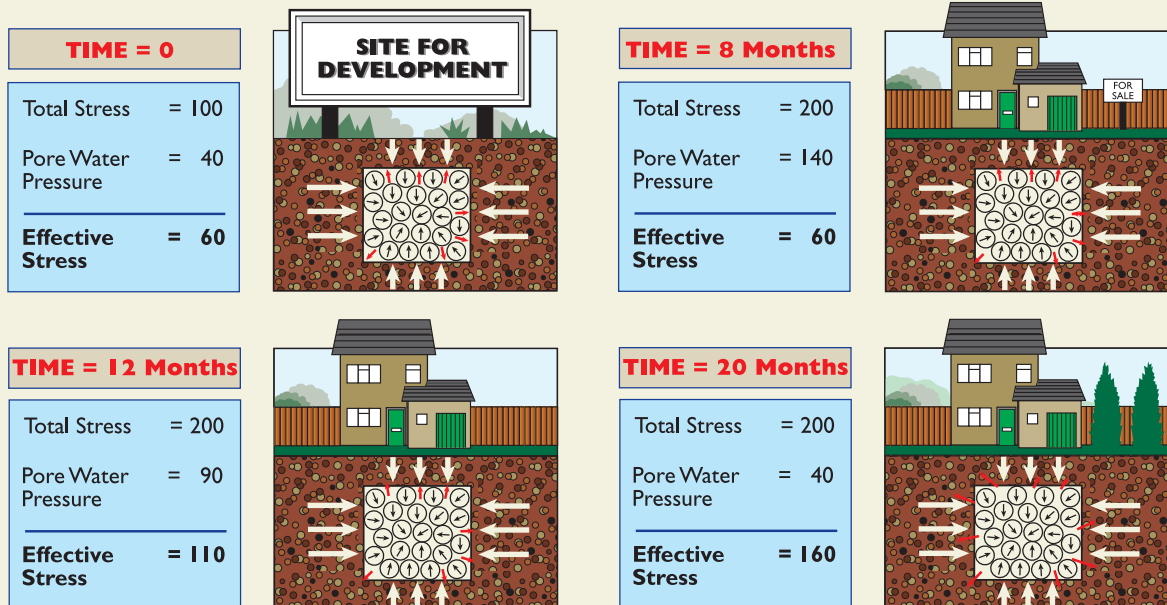 TIME = 0
Total Stress = 100
Pore Water = 40
Pressure
Effective = 60
Stress
SITE FOR
DEVELOPMENT
TIME = 8 Months
Total Stress = 200
Pore Water = 140
Pressure
Effective = 60
Stress
FOR
SALE
TIME = 12 Months
Total Stress = 200
Pore Water = 90
Pressure
Effective = 110
Stress
TIME = 20 Months
Total Stress = 200
Pore Water = 40
Pressure
Effective = 160
Stress